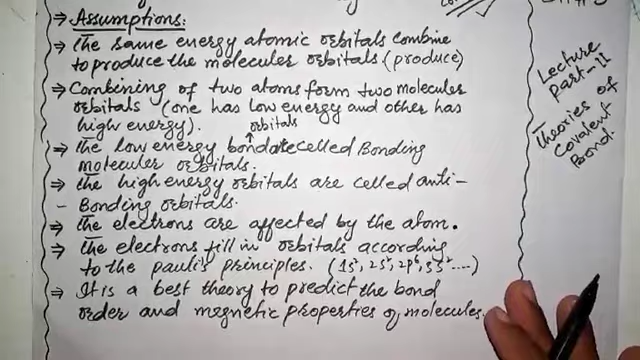 ⇒ Assumptions:
⇒ The same energy atomic orbitals combine
to produce the molecules orbitals (produce)
⇒ Combining of two atoms form two molecules
orbitals (one has low energy and other has
high energy).
orbitals
⇒ The low energy bond are called Bonding
molecular orbitals.
⇒ the high energy orbitals are called anti-
- Bonding orbitals.
⇒ The electrons are affected by the atom.
⇒ The electrons fill in orbitals according
to the pauli's principles. (1s², 2s², 2p⁶, 3s² ....)
⇒ It is a best theory to predict the bond
order and magnetic properties of molecules.
Lecture
Part-II
Theories of
Covalent
Bond.